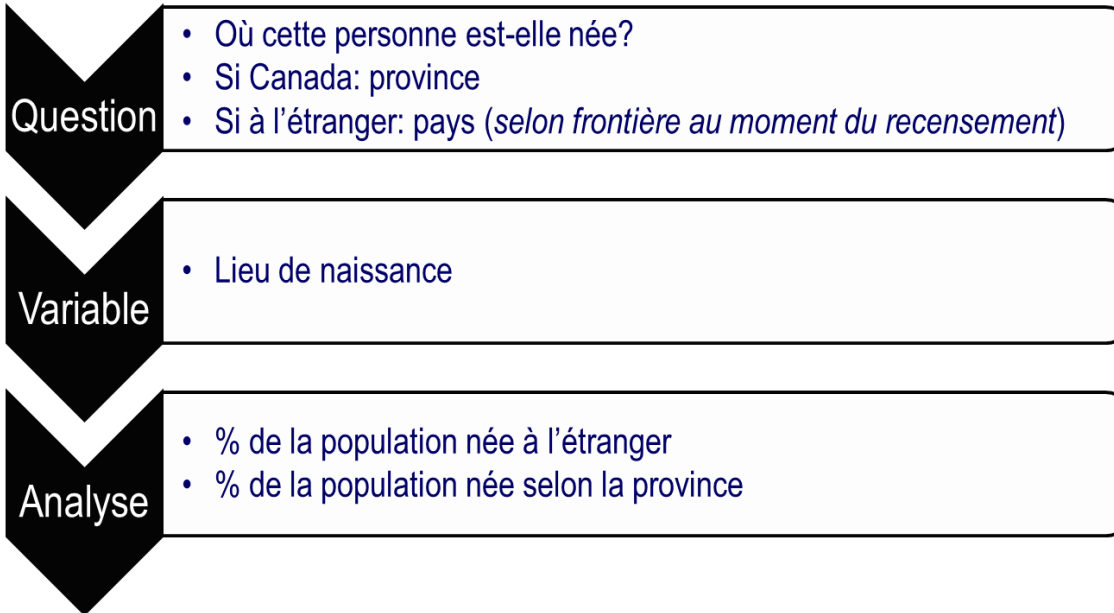 Question
• Où cette personne est-elle née?
• Si Canada: province
• Si à l’étranger: pays (selon frontière au moment du recensement)
Variable
• Lieu de naissance
Analyse
• % de la population née à l’étranger
• % de la population née selon la province